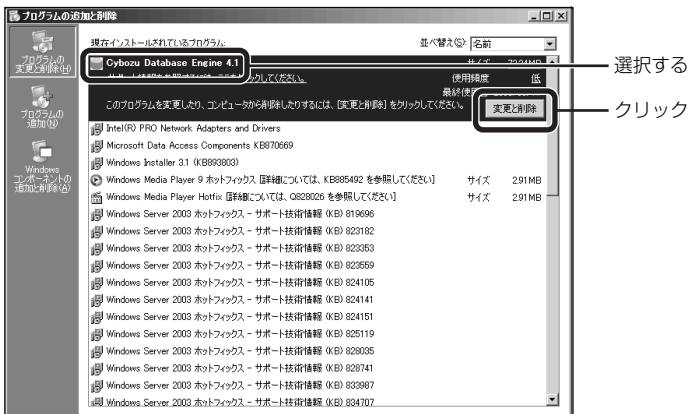 プログラムの追加と削除
プログラムの
変更と削除(H)
プログラムの
追加(N)
Windows
コンポーネントの
追加と削除(A)
現在インストールされているプログラム:
並べ替え(S): 名前
Cybozu Database Engine 4.1
サイズ
クリックしてください。
使用頻度 低
このプログラムを変更したり、コンピュータから削除したりするには、[変更と削除] をクリックしてください。
変更と削除
選択する
クリック
Intel(R) PRO Network Adapters and Drivers
Microsoft Data Access Components KB870669
Windows Installer 3.1 (KB893803)
Windows Media Player 9 ホットフィックス [詳細については、KB885492 を参照してください] サイズ 2.91MB
Windows Media Player Hotfix [詳細については、Q828026 を参照してください] サイズ 2.91MB
Windows Server 2003 ホットフィックス - サポート技術情報 (KB) 819696
Windows Server 2003 ホットフィックス - サポート技術情報 (KB) 823182
Windows Server 2003 ホットフィックス - サポート技術情報 (KB) 823353
Windows Server 2003 ホットフィックス - サポート技術情報 (KB) 823559
Windows Server 2003 ホットフィックス - サポート技術情報 (KB) 824105
Windows Server 2003 ホットフィックス - サポート技術情報 (KB) 824141
Windows Server 2003 ホットフィックス - サポート技術情報 (KB) 824151
Windows Server 2003 ホットフィックス - サポート技術情報 (KB) 825119
Windows Server 2003 ホットフィックス - サポート技術情報 (KB) 828035
Windows Server 2003 ホットフィックス - サポート技術情報 (KB) 828741
Windows Server 2003 ホットフィックス - サポート技術情報 (KB) 833987
Windows Server 2003 ホットフィックス - サポート技術情報 (KB) 834707